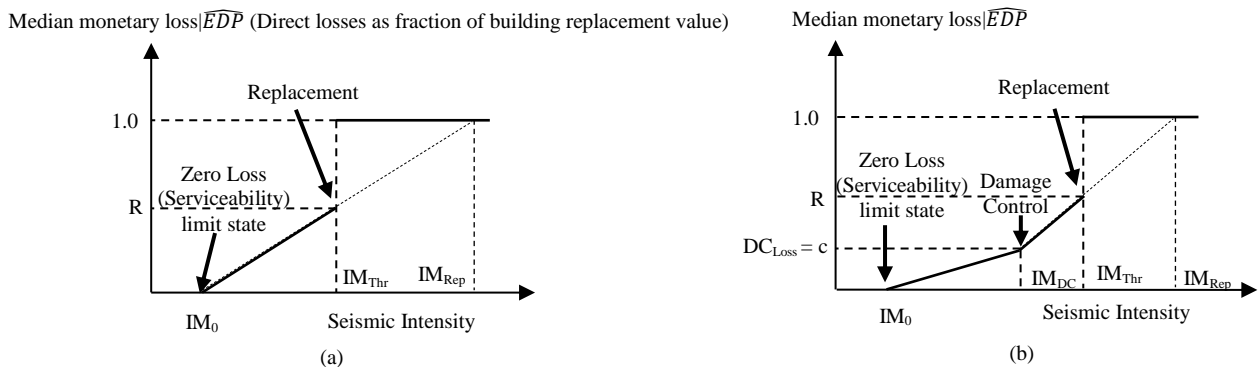 Median monetary loss|EDP̂ (Direct losses as fraction of building replacement value)
Replacement
1.0
Zero Loss
(Serviceability)
limit state
R
IM₀
IM_Thr
IM_Rep
Seismic Intensity
(a)
Median monetary loss|EDP̂
Replacement
1.0
Zero Loss
(Serviceability)
limit state
Damage
Control
R
DC_Loss = c
IM_DC
IM_Thr
IM_Rep
IM₀
Seismic Intensity
(b)